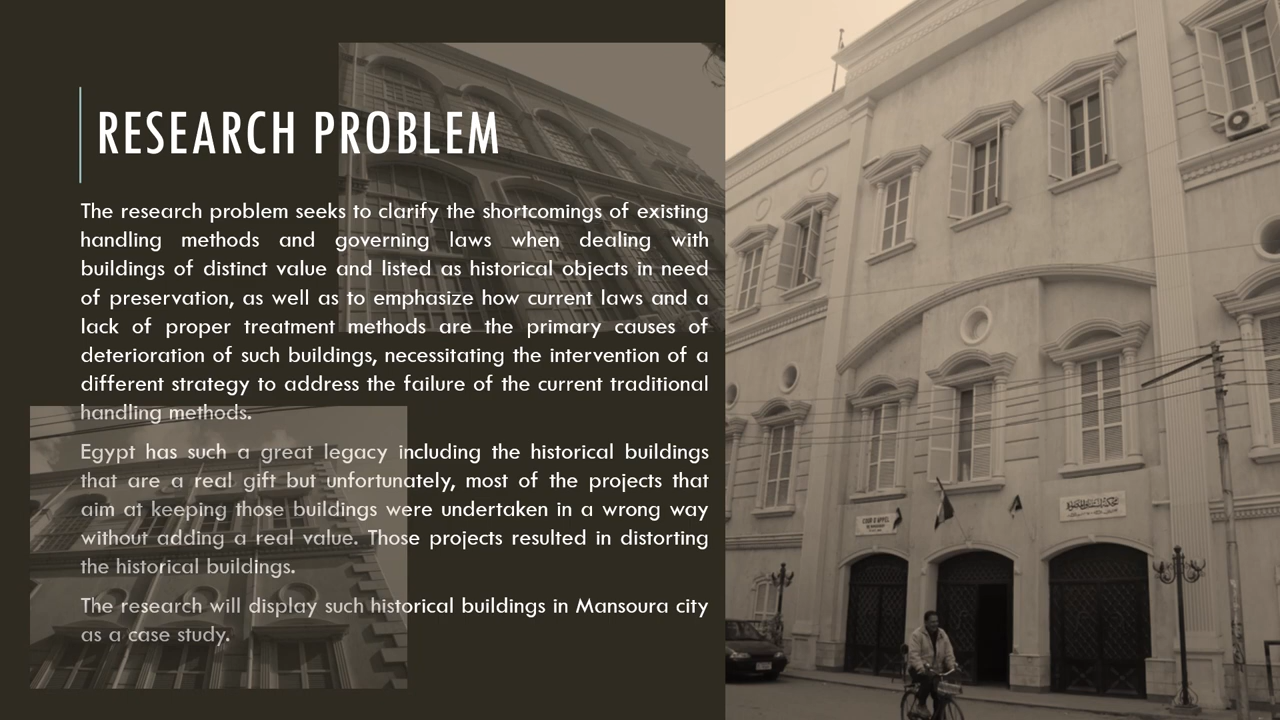 RESEARCH PROBLEM
The research problem seeks to clarify the shortcomings of existing
handling methods and governing laws when dealing with
buildings of distinct value and listed as historical objects in need
of preservation, as well as to emphasize how current laws and a
lack of proper treatment methods are the primary causes of
deterioration of such buildings, necessitating the intervention of a
different strategy to address the failure of the current traditional
handling methods.
Egypt has such a great legacy including the historical buildings
that are a real gift but unfortunately, most of the projects that
aim at keeping those buildings were undertaken in a wrong way
without adding a real value. Those projects resulted in distorting
the historical buildings.
The research will display such historical buildings in Mansoura city
as a case study.
COUR D'APPEL